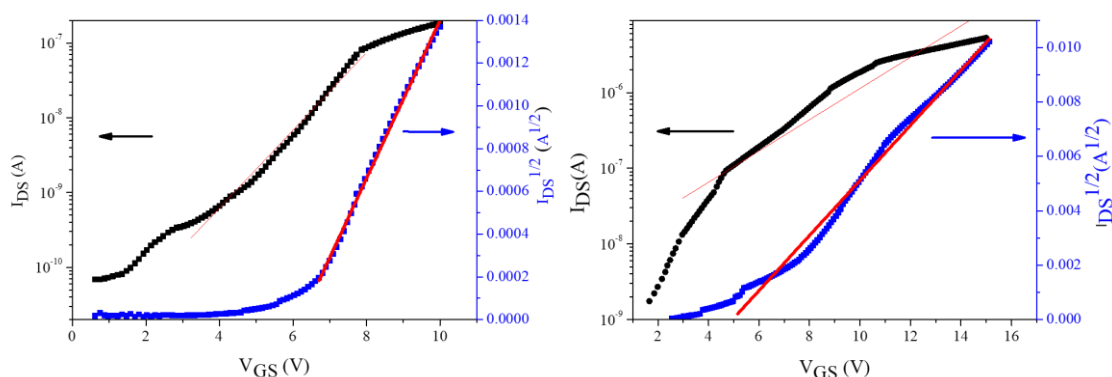 10⁻⁷
10⁻⁸
10⁻⁹
10⁻¹⁰
I_DS (A)
0 2 4 6 8 10
V_GS (V)
0.0014
0.0012
0.0010
0.0008
0.0006
0.0004
0.0002
0.0000
I_DS^1/2 (A^1/2)
10⁻⁶
10⁻⁷
10⁻⁸
10⁻⁹
I_DS(A)
2 4 6 8 10 12 14 16
V_GS (V)
0.010
0.008
0.006
0.004
0.002
0.000
I_DS^1/2(A^1/2)